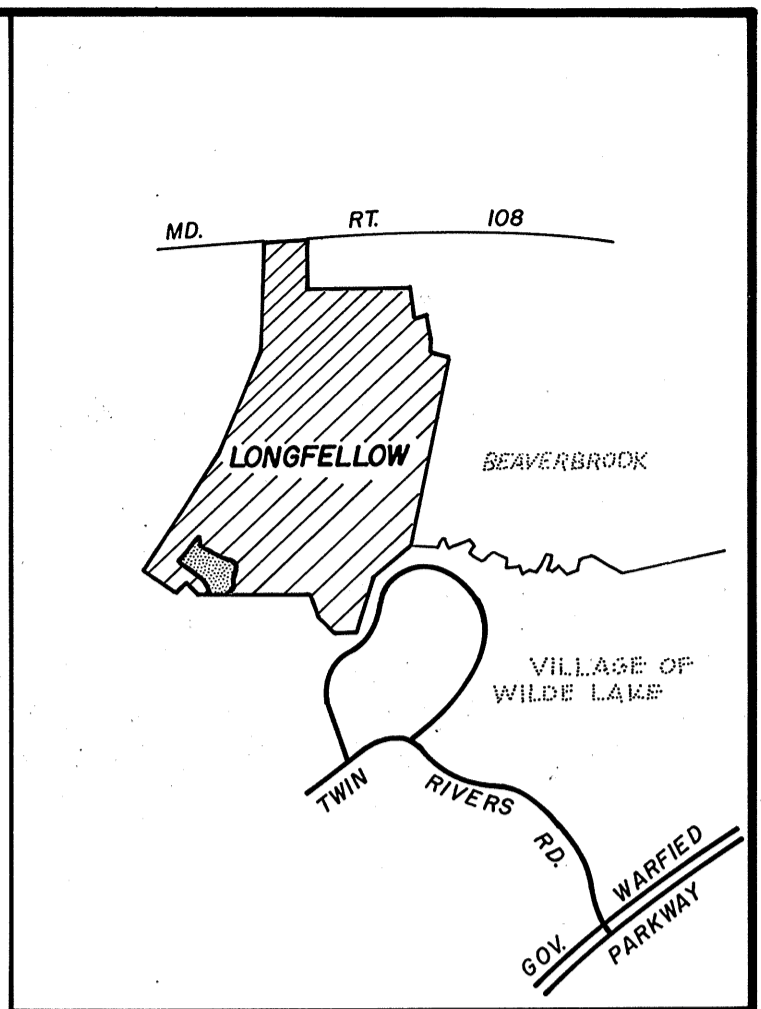 MD. RT. 108
LONGFELLOW
BEAVERBROOK
VILLAGE OF
WILDE LAKE
TWIN RIVERS RD.
GOV. WARFIED
PARKWAY